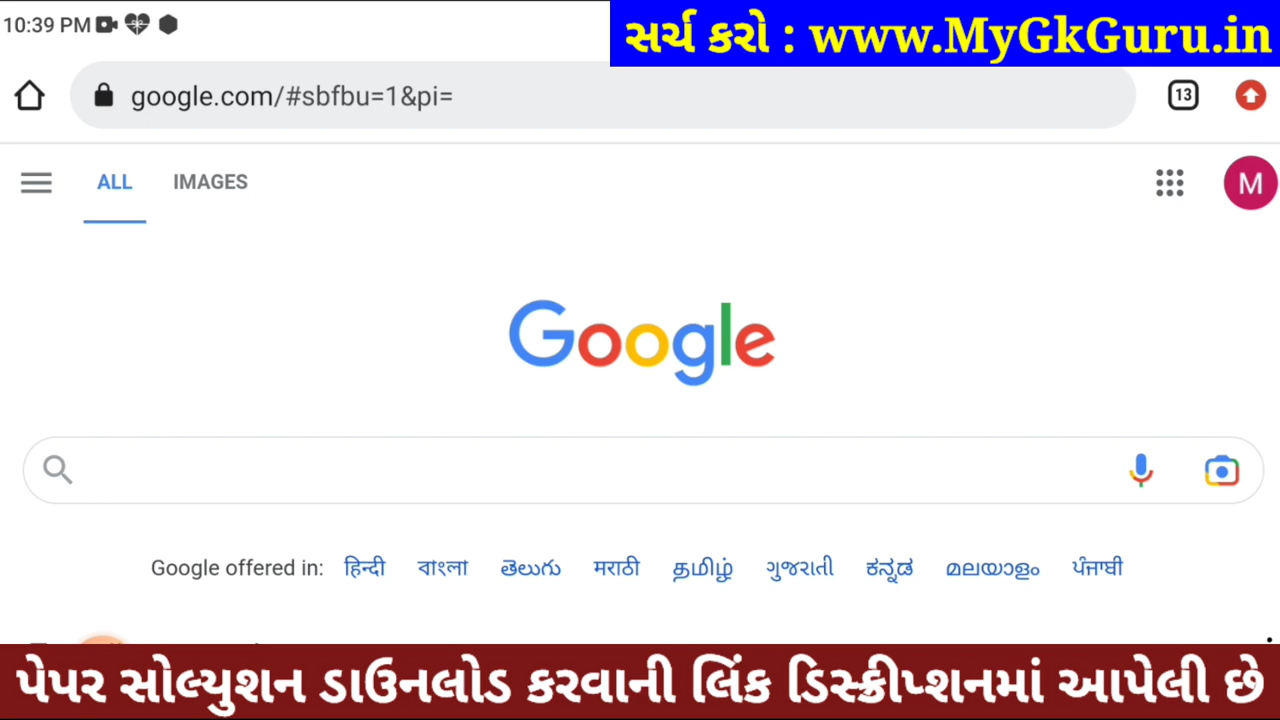 10:39 PM
સર્ચ કરો : www.MyGkGuru.in
google.com/#sbfbu=1&pi=
13
ALL IMAGES
M
Google
Google offered in: हिन्दी বাংলা తెలుగు मराठी தமிழ் ગુજરાતી ಕನ್ನಡ മലയാളം ਪੰਜਾਬੀ
પેપર સોલ્યુશન ડાઉનલોડ કરવાની લિંક ડિસ્ક્રીપ્શનમાં આપેલી છે